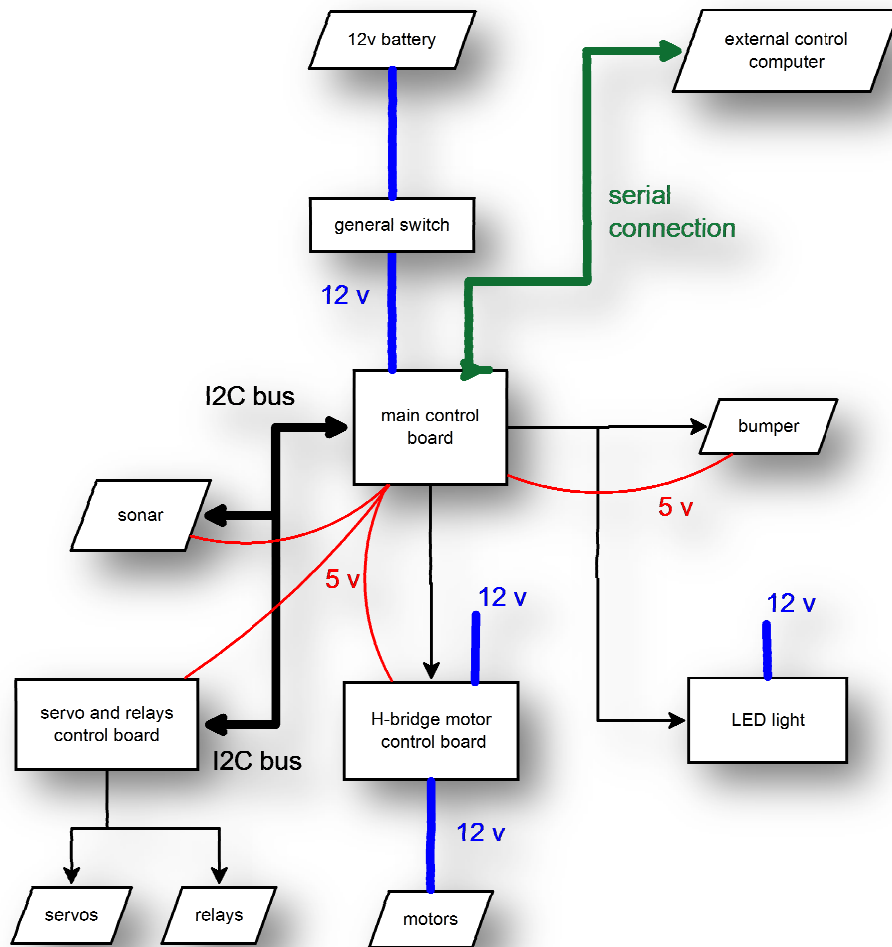 12v battery
external control
computer
serial
connection
general switch
12 v
I2C bus
main control
board
bumper
sonar
5 v
5 v
12 v
12 v
servo and relays
control board
H-bridge motor
control board
LED light
I2C bus
12 v
servos
relays
motors